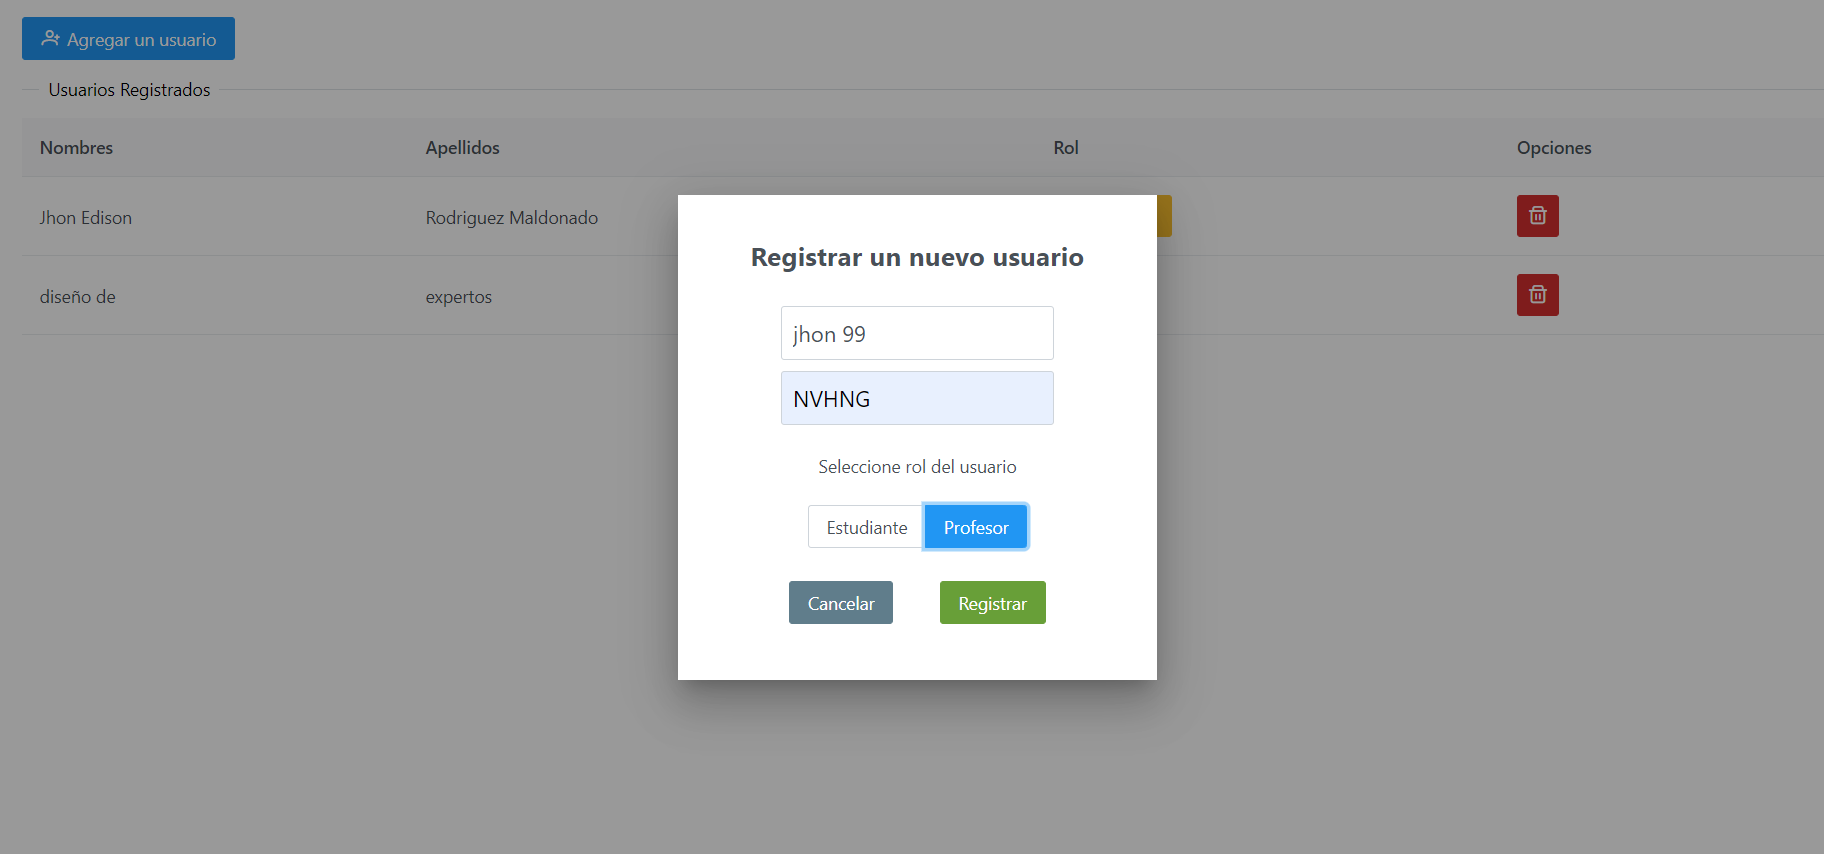 Agregar un usuario
Usuarios Registrados
Nombres Apellidos Rol Opciones
Jhon Edison Rodriguez Maldonado
diseño de expertos
Registrar un nuevo usuario
jhon 99
NVHNG
Seleccione rol del usuario
Estudiante Profesor
Cancelar Registrar